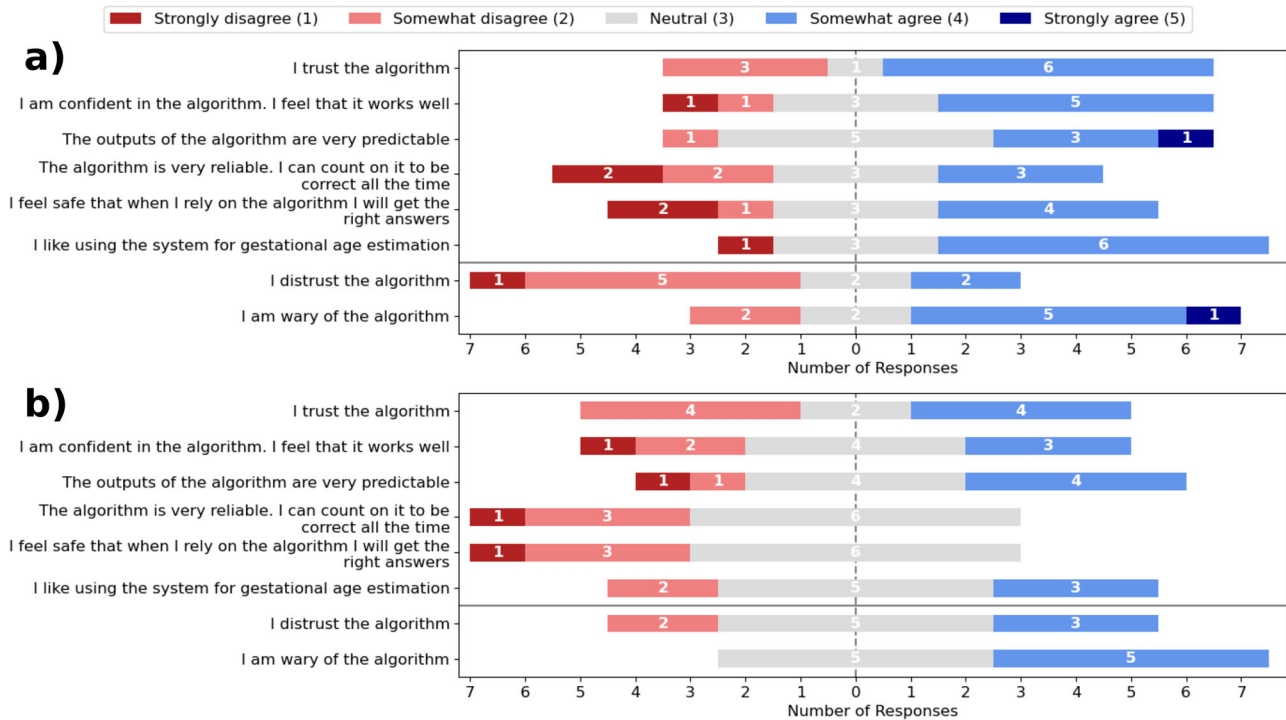 Strongly disagree (1) Somewhat disagree (2) Neutral (3) Somewhat agree (4) Strongly agree (5)
a)
I trust the algorithm 3 1 6
I am confident in the algorithm. I feel that it works well 1 1 3 5
The outputs of the algorithm are very predictable 1 5 3 1
The algorithm is very reliable. I can count on it to be
correct all the time 2 2 3 3
I feel safe that when I rely on the algorithm I will get the
right answers 2 1 3 4
I like using the system for gestational age estimation 1 3 6
I distrust the algorithm 1 5 2 2
I am wary of the algorithm 2 2 5 1
7 6 5 4 3 2 1 0 1 2 3 4 5 6 7
Number of Responses
b)
I trust the algorithm 4 2 4
I am confident in the algorithm. I feel that it works well 1 2 4 3
The outputs of the algorithm are very predictable 1 1 4 4
The algorithm is very reliable. I can count on it to be
correct all the time 1 3 6
I feel safe that when I rely on the algorithm I will get the
right answers 1 3 6
I like using the system for gestational age estimation 2 5 3
I distrust the algorithm 2 5 3
I am wary of the algorithm 5 5
7 6 5 4 3 2 1 0 1 2 3 4 5 6 7
Number of Responses